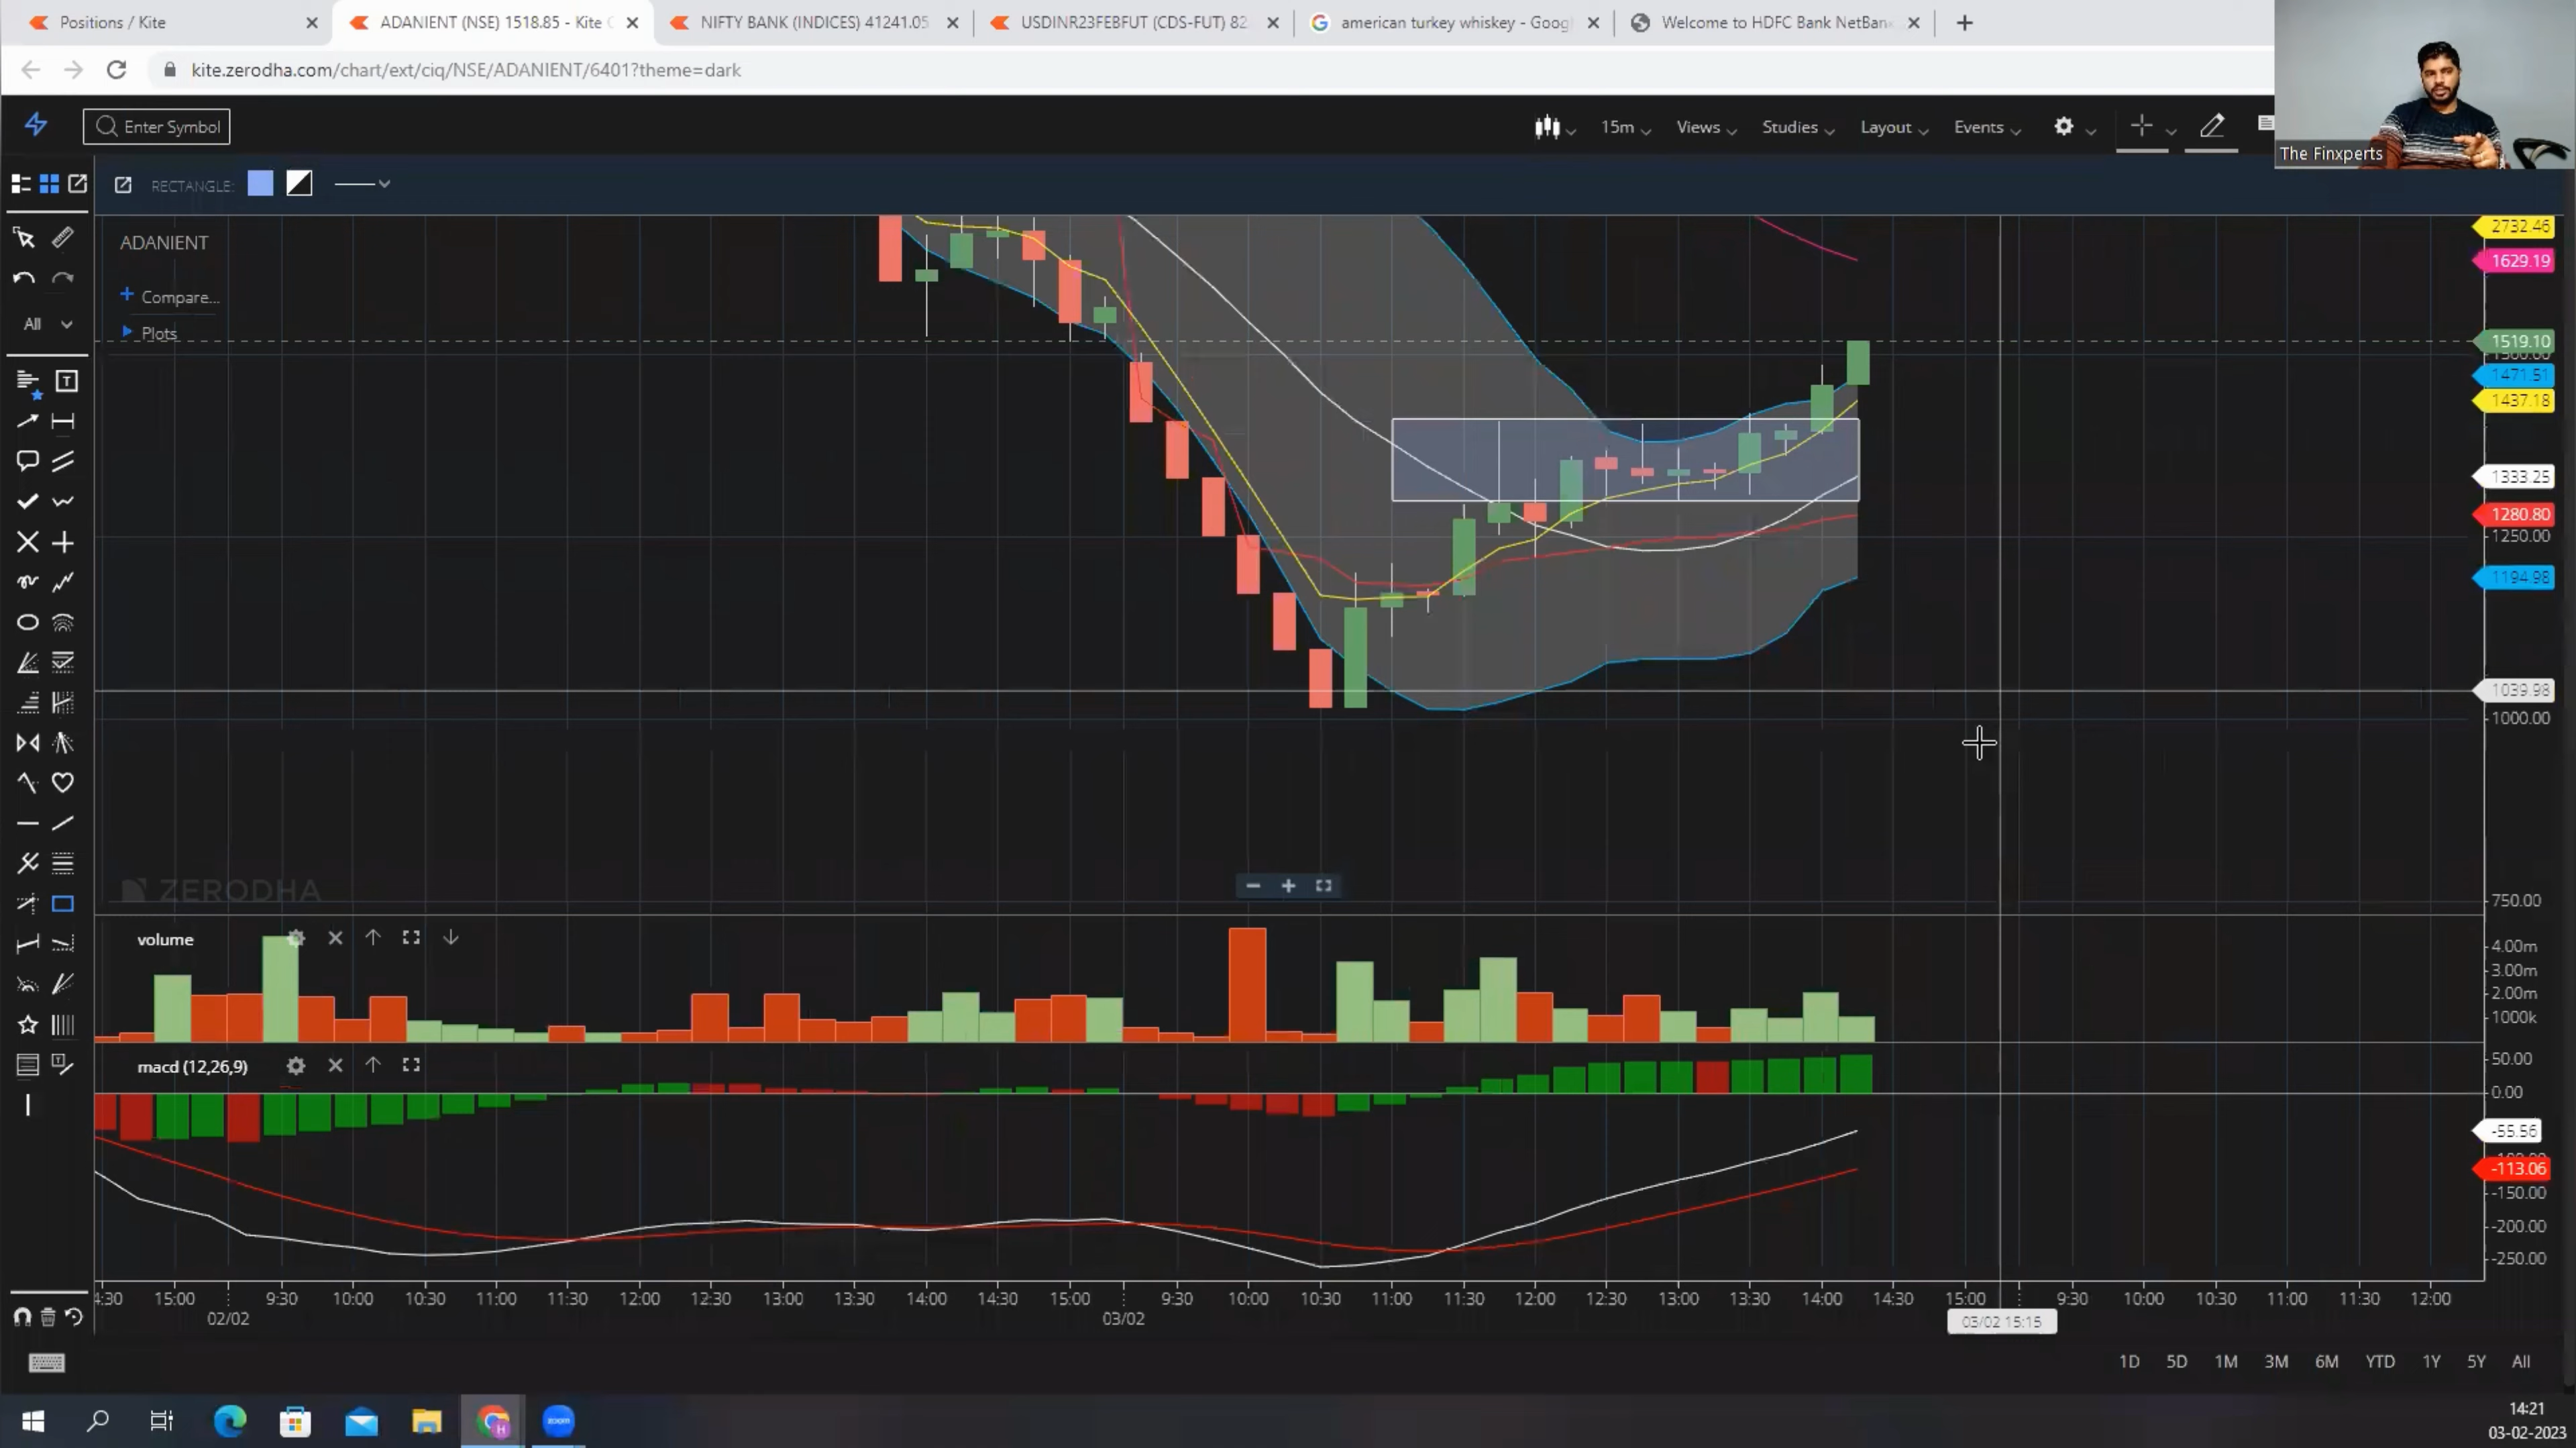 Positions / Kite
ADANIENT (NSE) 1518.85 - Kite C
NIFTY BANK (INDICES) 41241.05
USDINR23FEBFUT (CDS-FUT) 82
american turkey whiskey - Goog
Welcome to HDFC Bank NetBan
kite.zerodha.com/chart/ext/ciq/NSE/ADANIENT/6401?theme=dark
Enter Symbol
15m
Views
Studies
Layout
Events
The Finxperts
RECTANGLE:
ADANIENT
Compare...
All
Plots
2732.46
1629.19
1519.10
1500.00
1471.51
1437.18
1333.25
1280.80
1250.00
1194.98
1039.98
1000.00
ZERODHA
750.00
volume
4.00m
3.00m
2.00m
1000k
macd (12,26,9)
50.00
0.00
-55.56
-113.06
-150.00
-200.00
-250.00
4:30 15:00 9:30 10:00 10:30 11:00 11:30 12:00 12:30 13:00 13:30 14:00 14:30 15:00 9:30 10:00 10:30 11:00 11:30 12:00 12:30 13:00 13:30 14:00 14:30 15:00 9:30 10:00 10:30 11:00 11:30 12:00
02/02 03/02 03/02 15:15
1D 5D 1M 3M 6M YTD 1Y 5Y All
zoom
H
14:21
03-02-2023